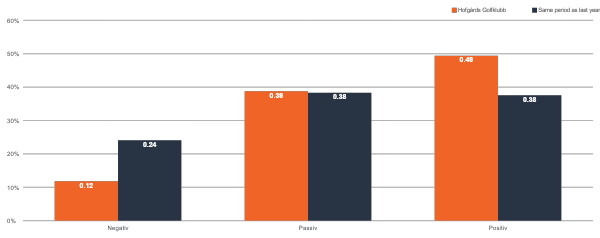 Hofgårds Golfklubb
Same period as last year
60%
50%
40%
30%
20%
10%
0%
0.12
0.24
0.39
0.38
0.49
0.38
Negativ
Passiv
Positiv